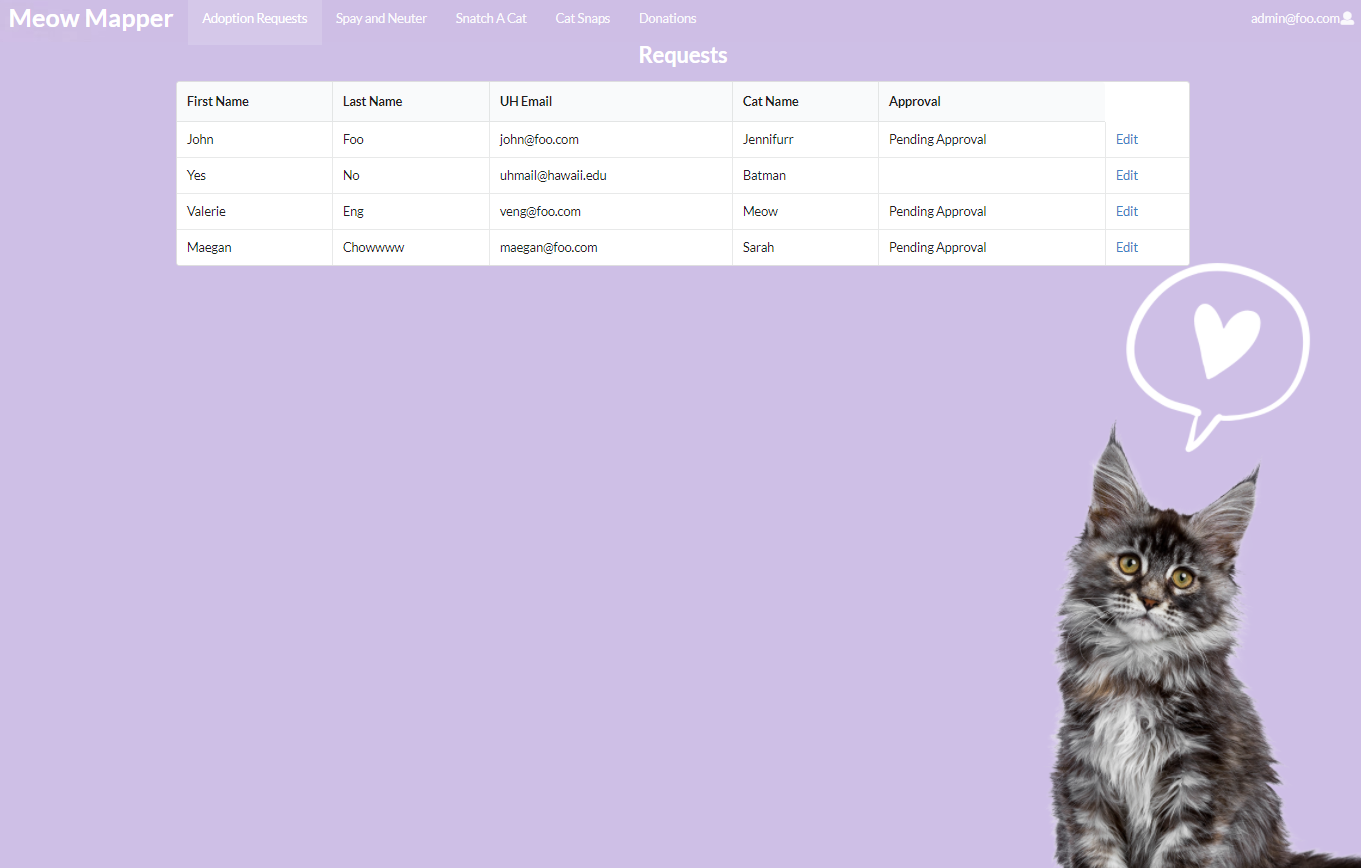 Meow Mapper Adoption Requests Spay and Neuter Snatch A Cat Cat Snaps Donations admin@foo.com
Requests
First Name Last Name UH Email Cat Name Approval
John Foo john@foo.com Jennifurr Pending Approval Edit
Yes No uhmail@hawaii.edu Batman Edit
Valerie Eng veng@foo.com Meow Pending Approval Edit
Maegan Chowwww maegan@foo.com Sarah Pending Approval Edit